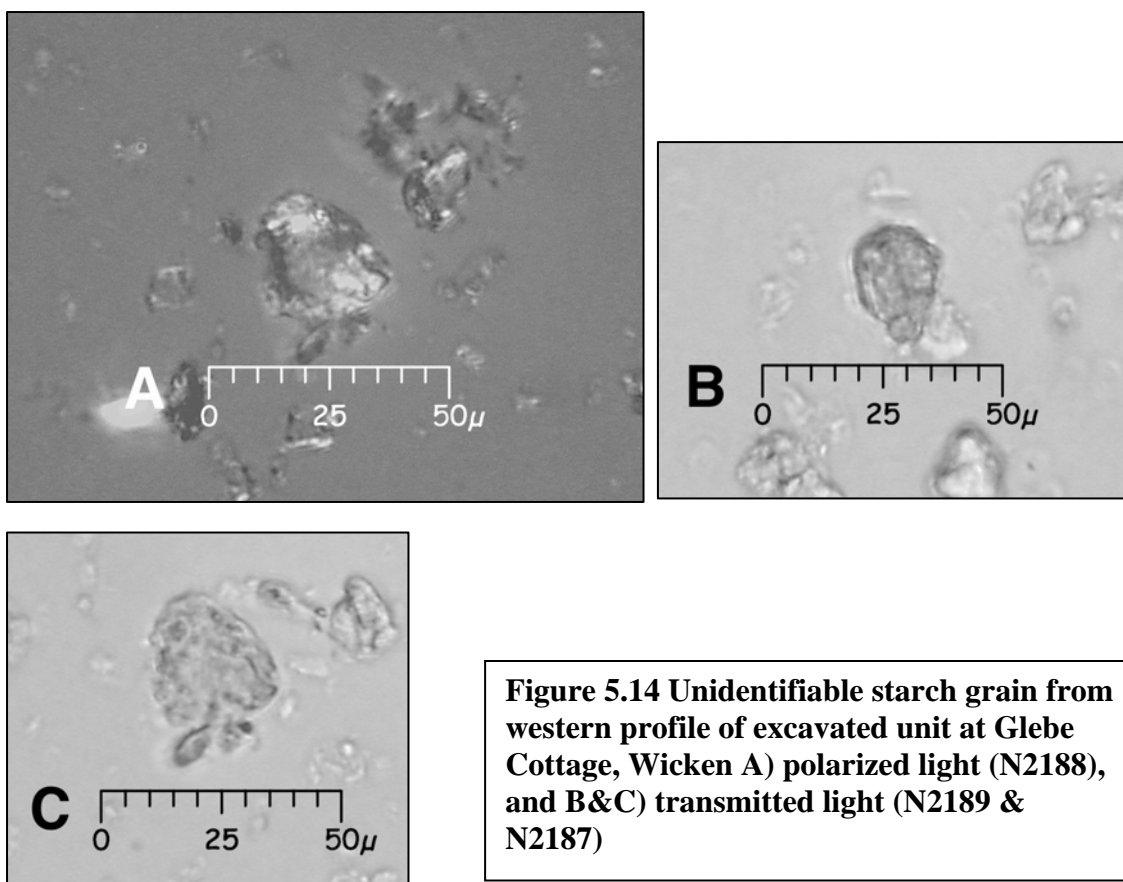 A
0 25 50μ
B
0 25 50μ
C
0 25 50μ
Figure 5.14 Unidentifiable starch grain from
western profile of excavated unit at Glebe
Cottage, Wicken A) polarized light (N2188),
and B&C) transmitted light (N2189 &
N2187)